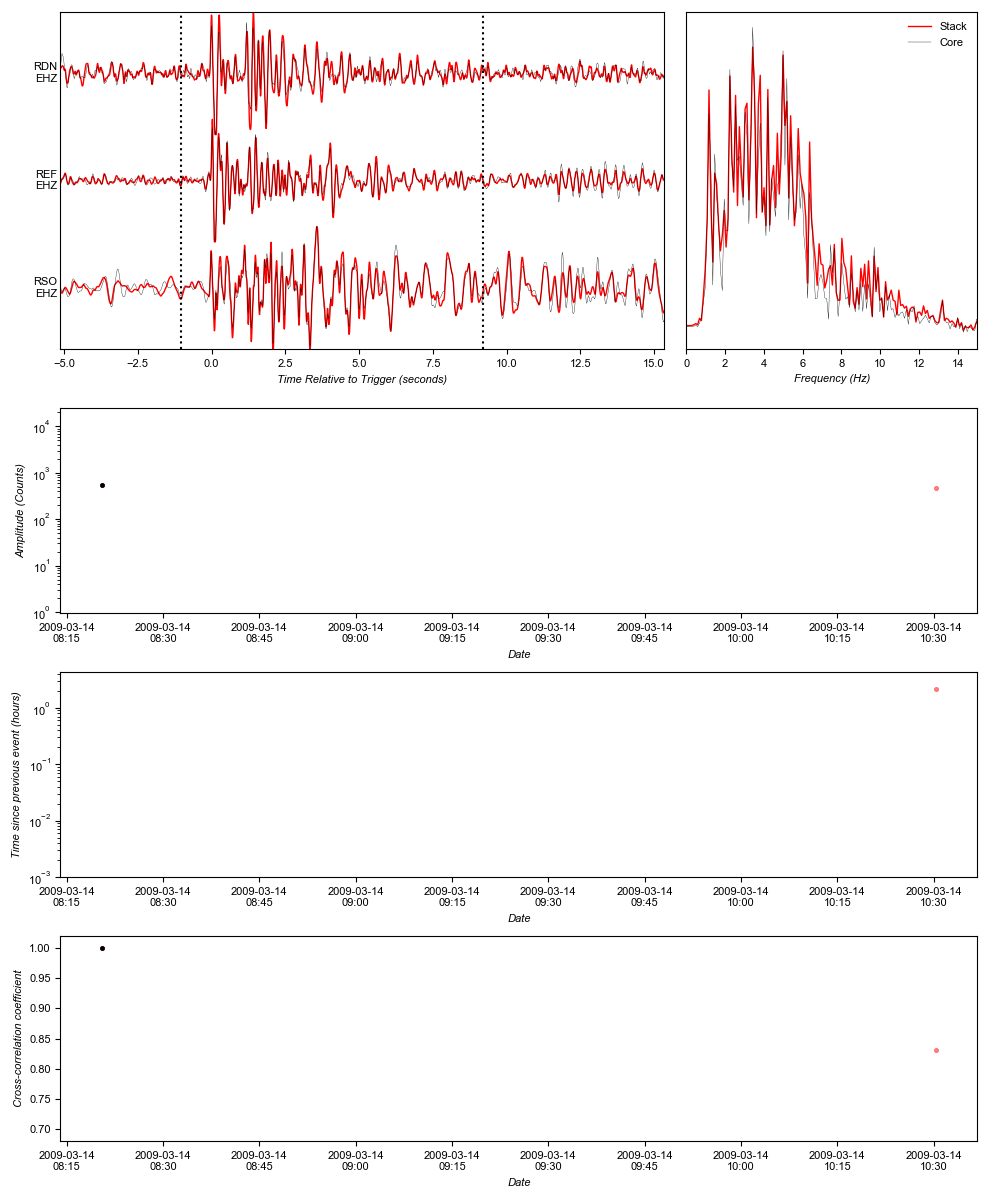 RDN
EHZ
REF
EHZ
RSO
EHZ
−5.0 −2.5 0.0 2.5 5.0 7.5 10.0 12.5 15.0
Time Relative to Trigger (seconds)
Stack
Core
0 2 4 6 8 10 12 14
Frequency (Hz)
10⁴
10³
10²
10¹
10⁰
Amplitude (Counts)
2009-03-14 2009-03-14 2009-03-14 2009-03-14 2009-03-14 2009-03-14 2009-03-14 2009-03-14 2009-03-14 2009-03-14
08:15 08:30 08:45 09:00 09:15 09:30 09:45 10:00 10:15 10:30
Date
10⁰
10⁻¹
10⁻²
10⁻³
Time since previous event (hours)
2009-03-14 2009-03-14 2009-03-14 2009-03-14 2009-03-14 2009-03-14 2009-03-14 2009-03-14 2009-03-14 2009-03-14
08:15 08:30 08:45 09:00 09:15 09:30 09:45 10:00 10:15 10:30
Date
1.00
0.95
0.90
0.85
0.80
0.75
0.70
Cross-correlation coefficient
2009-03-14 2009-03-14 2009-03-14 2009-03-14 2009-03-14 2009-03-14 2009-03-14 2009-03-14 2009-03-14 2009-03-14
08:15 08:30 08:45 09:00 09:15 09:30 09:45 10:00 10:15 10:30
Date